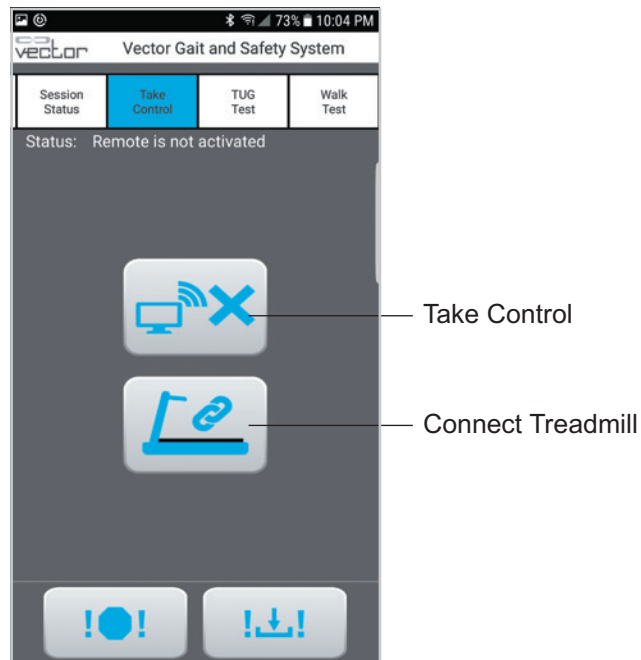 73% 10:04 PM
vector Vector Gait and Safety System
Session Status
Take Control
TUG Test
Walk Test
Status: Remote is not activated
Take Control
Connect Treadmill
! !
! !